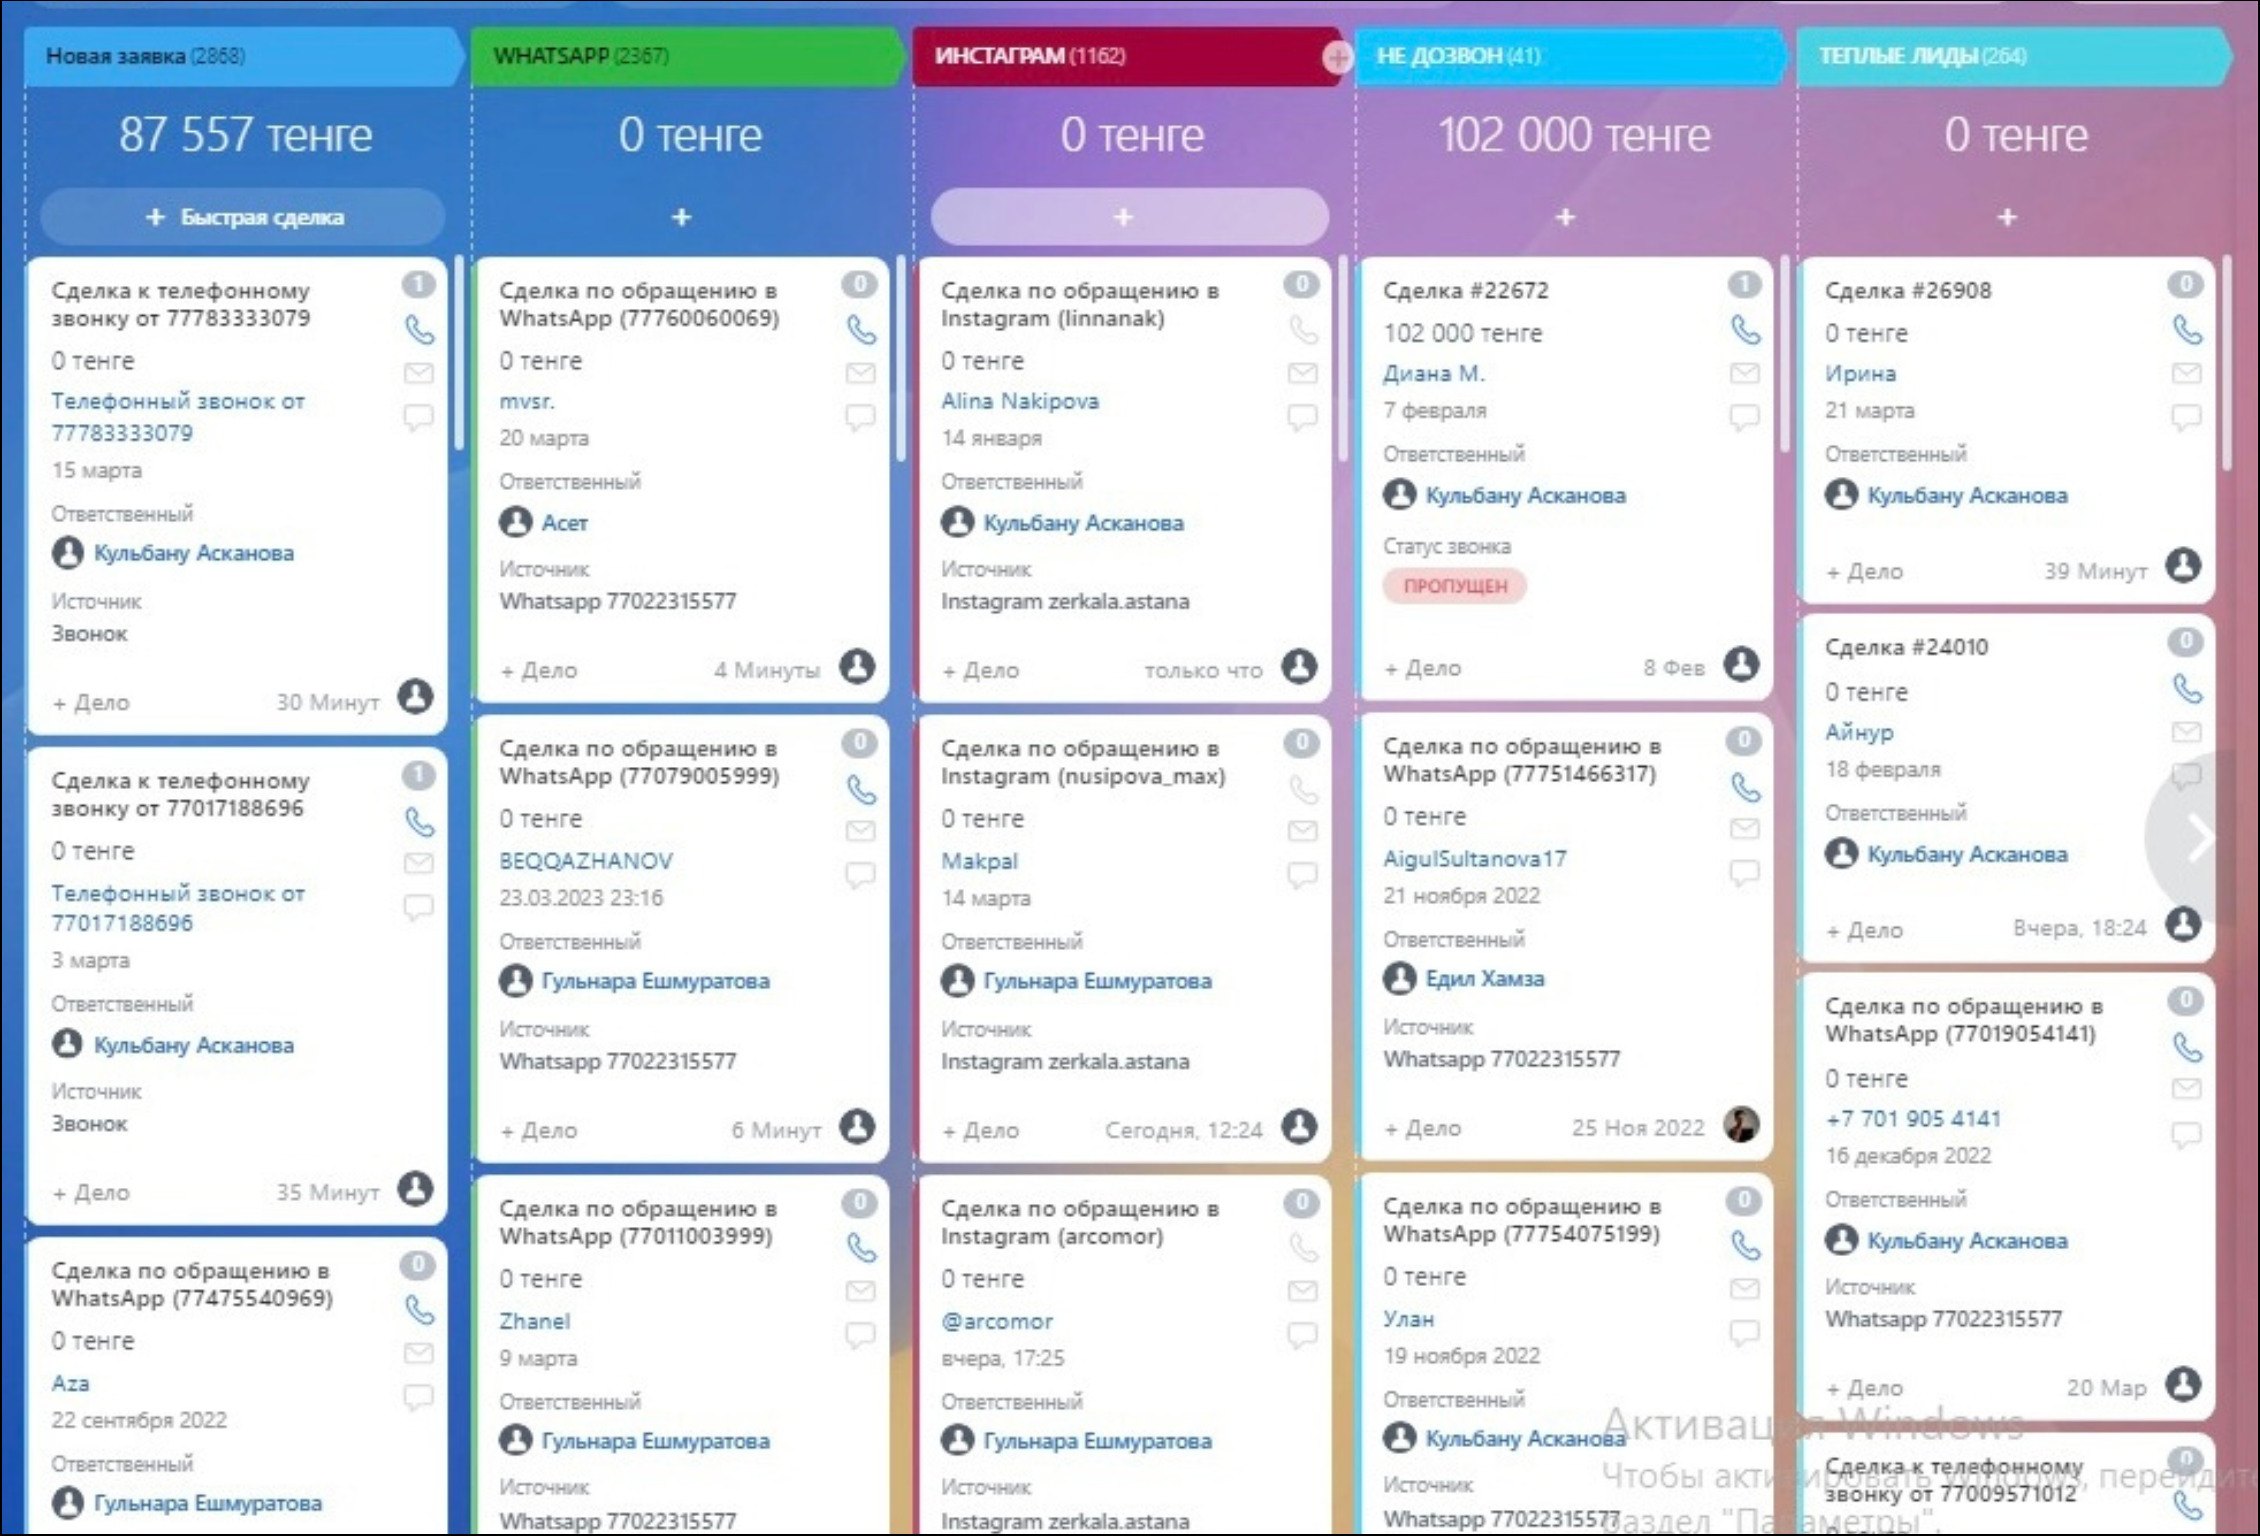 Новая заявка (2868)
87 557 тенге
+ Быстрая сделка
Сделка к телефонному
звонку от 77783333079
1
0 тенге
Телефонный звонок от
77783333079
15 марта
Ответственный
Кульбану Асканова
Источник
Звонок
+ Дело 30 Минут
Сделка к телефонному
звонку от 77017188696
1
0 тенге
Телефонный звонок от
77017188696
3 марта
Ответственный
Кульбану Асканова
Источник
Звонок
+ Дело 35 Минут
Сделка по обращению в
WhatsApp (77475540969)
0
0 тенге
Aza
22 сентября 2022
Ответственный
Гульнара Ешмуратова
WHATSAPP (2367)
0 тенге
+
Сделка по обращению в
WhatsApp (77760060069)
0
0 тенге
mvsr.
20 марта
Ответственный
Асет
Источник
Whatsapp 77022315577
+ Дело 4 Минуты
Сделка по обращению в
WhatsApp (77079005999)
0
0 тенге
BEQQAZHANOV
23.03.2023 23:16
Ответственный
Гульнара Ешмуратова
Источник
Whatsapp 77022315577
+ Дело 6 Минут
Сделка по обращению в
WhatsApp (77011003999)
0
0 тенге
Zhanel
9 марта
Ответственный
Гульнара Ешмуратова
Источник
Whatsapp 77022315577
ИНСТАГРАМ (1162)
0 тенге
+
Сделка по обращению в
Instagram (linnanak)
0
0 тенге
Alina Nakipova
14 января
Ответственный
Кульбану Асканова
Источник
Instagram zerkala.astana
+ Дело только что
Сделка по обращению в
Instagram (nusipova_max)
0
0 тенге
Makpal
14 марта
Ответственный
Гульнара Ешмуратова
Источник
Instagram zerkala.astana
+ Дело Сегодня, 12:24
Сделка по обращению в
Instagram (arcomor)
0
0 тенге
@arcomor
вчера, 17:25
Ответственный
Гульнара Ешмуратова
Источник
Instagram zerkala.astana
НЕ ДОЗВОН (41)
102 000 тенге
+
Сделка #22672
1
102 000 тенге
Диана М.
7 февраля
Ответственный
Кульбану Асканова
Статус звонка
ПРОПУЩЕН
+ Дело 8 Фев
Сделка по обращению в
WhatsApp (77751466317)
0
0 тенге
AigulSultanova17
21 ноября 2022
Ответственный
Едил Хамза
Источник
Whatsapp 77022315577
+ Дело 25 Ноя 2022
Сделка по обращению в
WhatsApp (77754075199)
0
0 тенге
Улан
19 ноября 2022
Ответственный
Кульбану Асканова
Источник
Whatsapp 77022315577
ТЕПЛЫЕ ЛИДЫ (264)
0 тенге
+
Сделка #26908
0
0 тенге
Ирина
21 марта
Ответственный
Кульбану Асканова
+ Дело 39 Минут
Сделка #24010
0
0 тенге
Айнур
18 февраля
Ответственный
Кульбану Асканова
+ Дело Вчера, 18:24
Сделка по обращению в
WhatsApp (77019054141)
0
0 тенге
+7 701 905 4141
16 декабря 2022
Ответственный
Кульбану Асканова
Источник
Whatsapp 77022315577
+ Дело 20 Мар
Сделка к телефонному
звонку от 77009571012
0
Активация Windows
Чтобы активировать Windows, перейдите
раздел "Параметры".